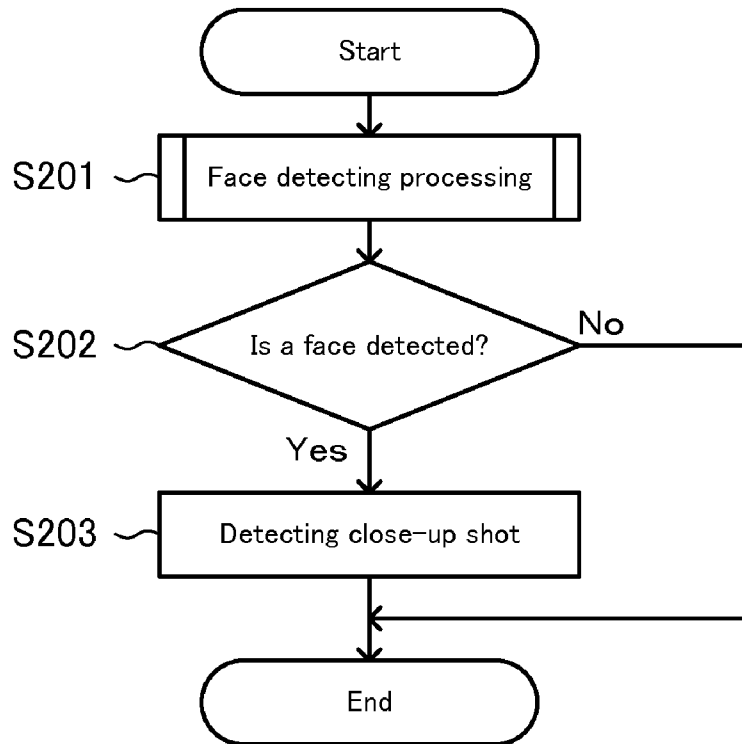 Start
S201
Face detecting processing
S202
Is a face detected?
No
Yes
S203
Detecting close-up shot
End